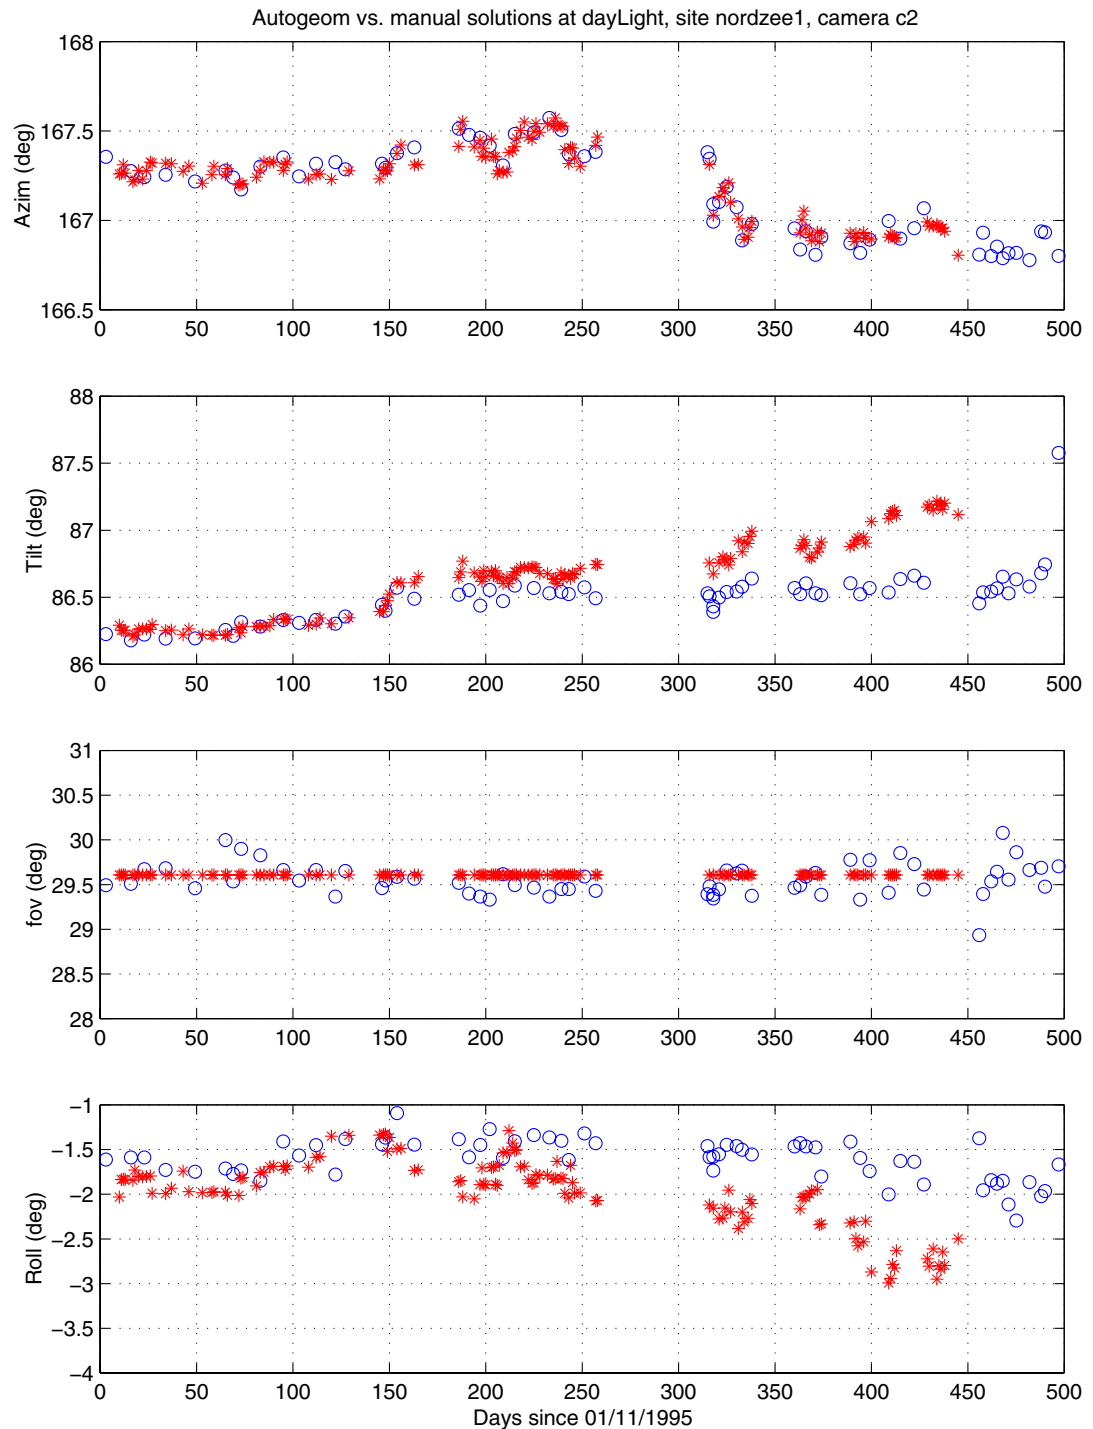 Autogeom vs. manual solutions at dayLight, site nordzee1, camera c2
168
167.5
167
166.5
Azim (deg)
0 50 100 150 200 250 300 350 400 450 500
88
87.5
87
86.5
86
Tilt (deg)
0 50 100 150 200 250 300 350 400 450 500
31
30.5
30
29.5
29
28.5
28
fov (deg)
0 50 100 150 200 250 300 350 400 450 500
−1
−1.5
−2
−2.5
−3
−3.5
−4
Roll (deg)
0 50 100 150 200 250 300 350 400 450 500
Days since 01/11/1995